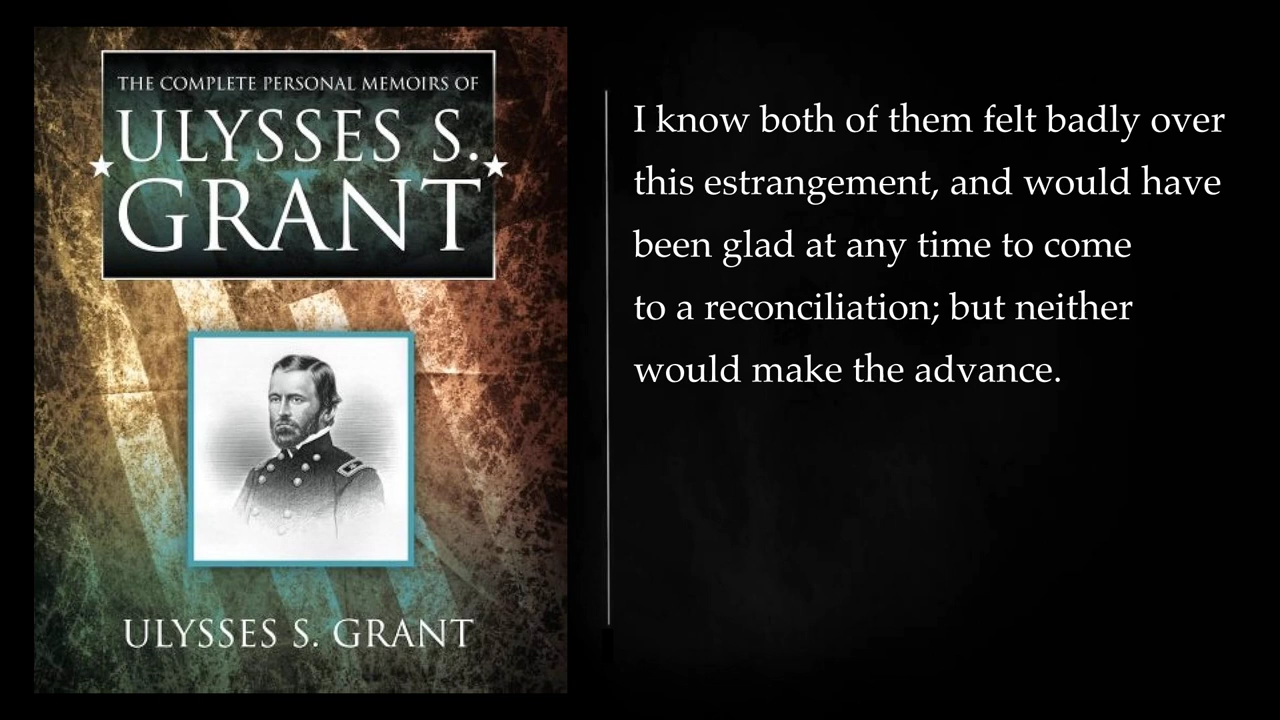 THE COMPLETE PERSONAL MEMOIRS OF
ULYSSES S.
GRANT
ULYSSES S. GRANT
I know both of them felt badly over
this estrangement, and would have
been glad at any time to come
to a reconciliation; but neither
would make the advance.